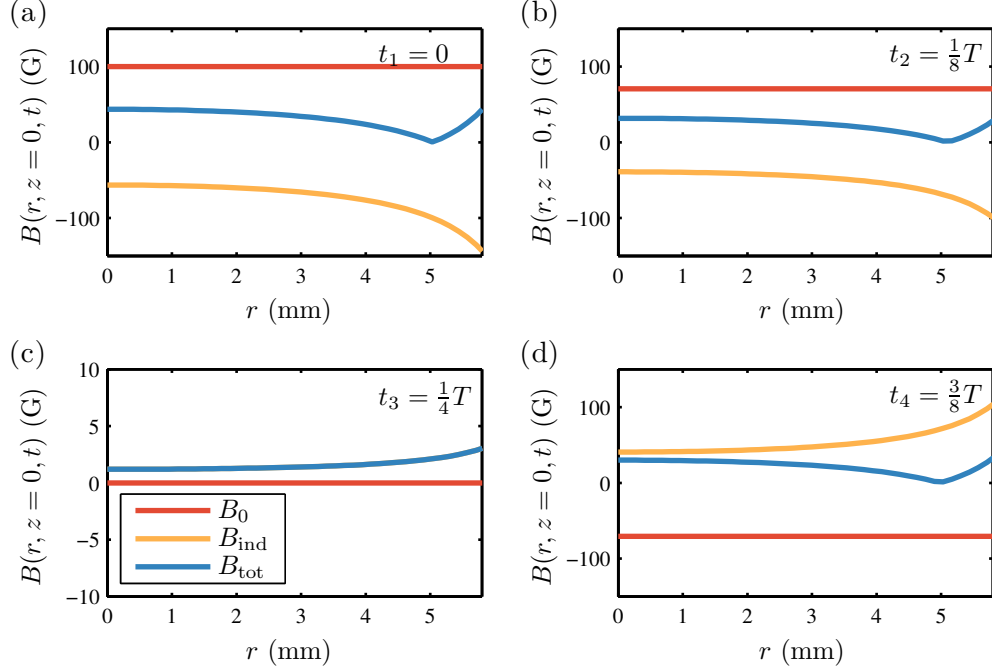 (a)
B(r, z = 0, t) (G)
t₁ = 0
100
0
−100
0 1 2 3 4 5
r (mm)
(b)
B(r, z = 0, t) (G)
t₂ = 1/8 T
100
0
−100
0 1 2 3 4 5
r (mm)
(c)
B(r, z = 0, t) (G)
t₃ = 1/4 T
10
5
0
−5
−10
B₀
B_ind
B_tot
0 1 2 3 4 5
r (mm)
(d)
B(r, z = 0, t) (G)
t₄ = 3/8 T
100
0
−100
0 1 2 3 4 5
r (mm)